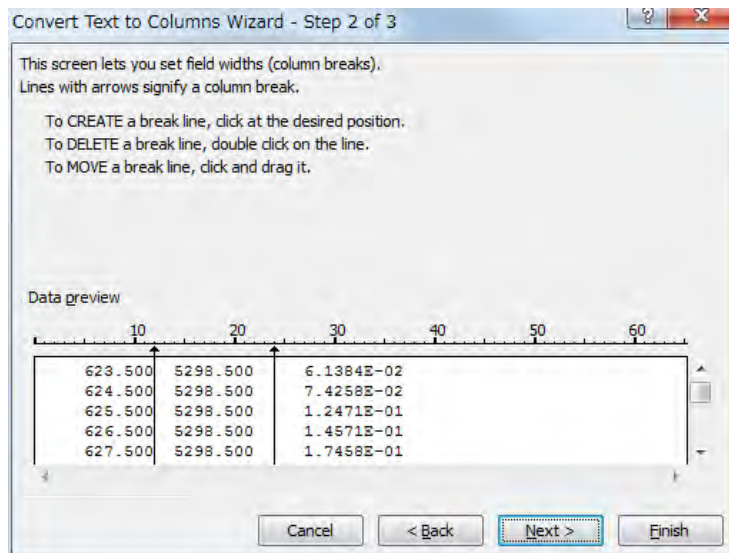 Convert Text to Columns Wizard - Step 2 of 3
This screen lets you set field widths (column breaks).
Lines with arrows signify a column break.
To CREATE a break line, click at the desired position.
To DELETE a break line, double click on the line.
To MOVE a break line, click and drag it.
Data preview
10 20 30 40 50 60
623.500 5298.500 6.1384E-02
624.500 5298.500 7.4258E-02
625.500 5298.500 1.2471E-01
626.500 5298.500 1.4571E-01
627.500 5298.500 1.7458E-01
Cancel < Back Next > Finish